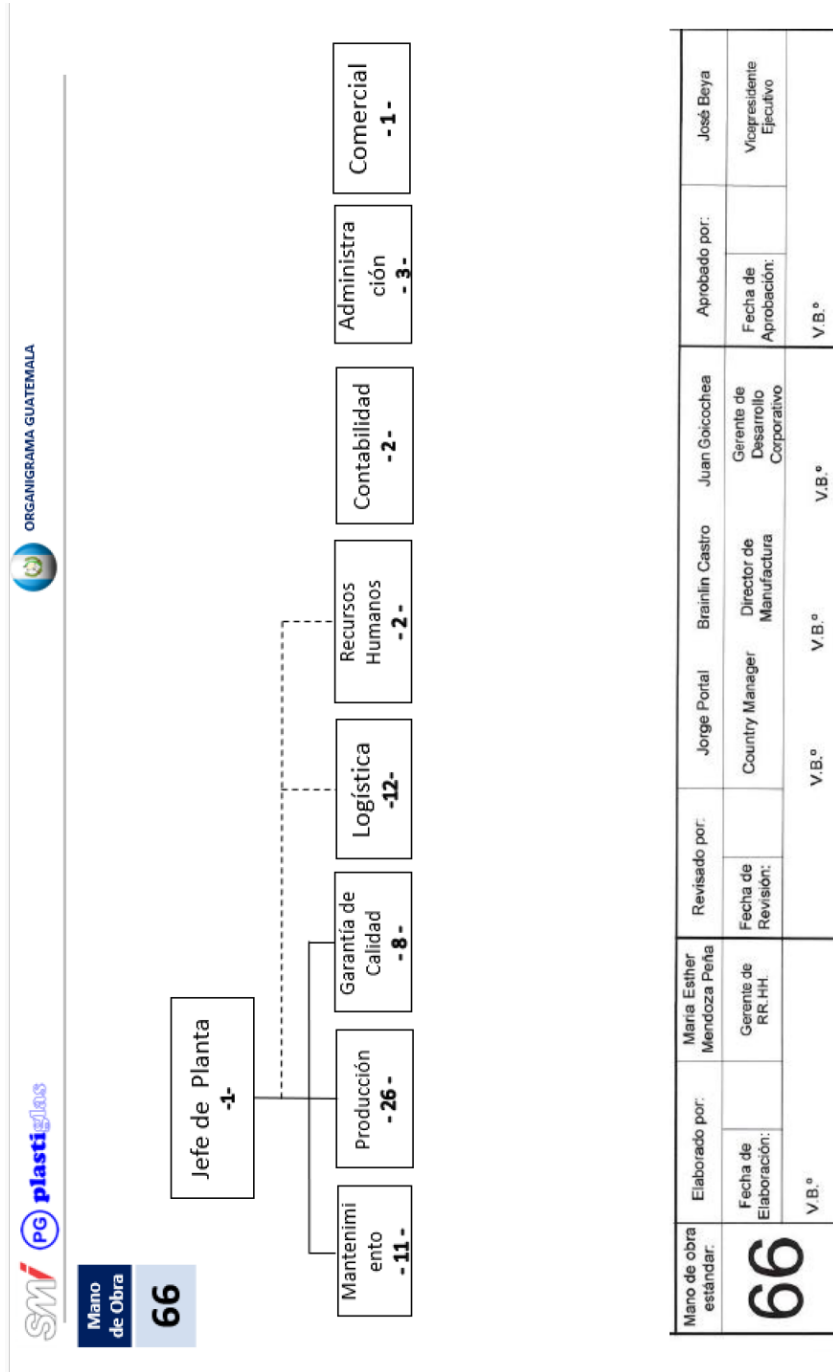 smi PG plastiglas
ORGANIGRAMA GUATEMALA
Mano
de Obra
66
Jefe de Planta
-1-
Mantenimi
ento
- 11 -
Producción
- 26 -
Garantía de
Calidad
- 8 -
Logística
-12-
Recursos
Humanos
- 2 -
Contabilidad
- 2 -
Administra
ción
- 3 -
Comercial
- 1 -
Mano de obra
estándar:
66
Elaborado por:
Maria Esther
Mendoza Peña
Fecha de
Elaboración:
Gerente de
RR.HH.
V.B.º
Revisado por:
Jorge Portal
Brainlin Castro
Juan Goicochea
Fecha de
Revisión:
Country Manager
Director de
Manufactura
Gerente de
Desarrollo
Corporativo
V.B.º
V.B.º
V.B.º
Aprobado por:
José Beya
Fecha de
Aprobación:
Vicepresidente
Ejecutivo
V.B.º